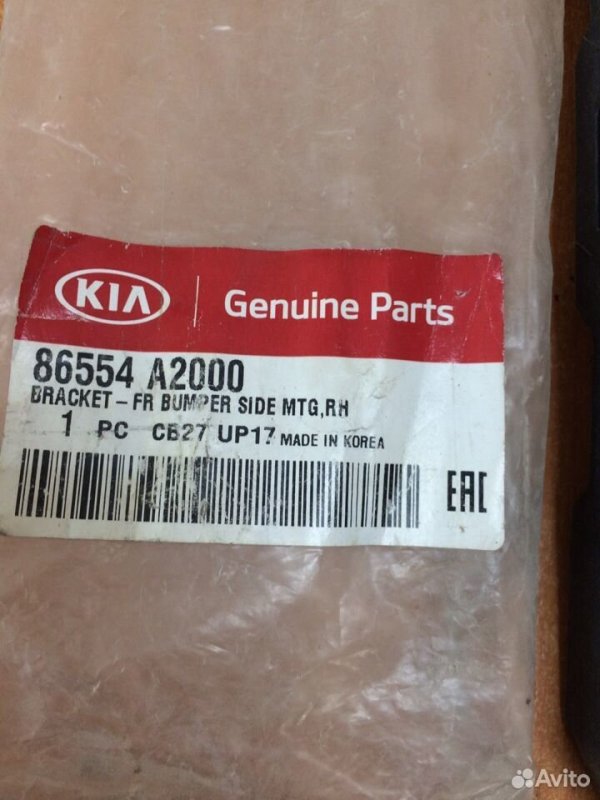 KIA
Genuine Parts
86554 A2000
BRACKET-FR BUMPER SIDE MTG,RH
1 PC CB27 UP17 MADE IN KOREA
EAC
Avito